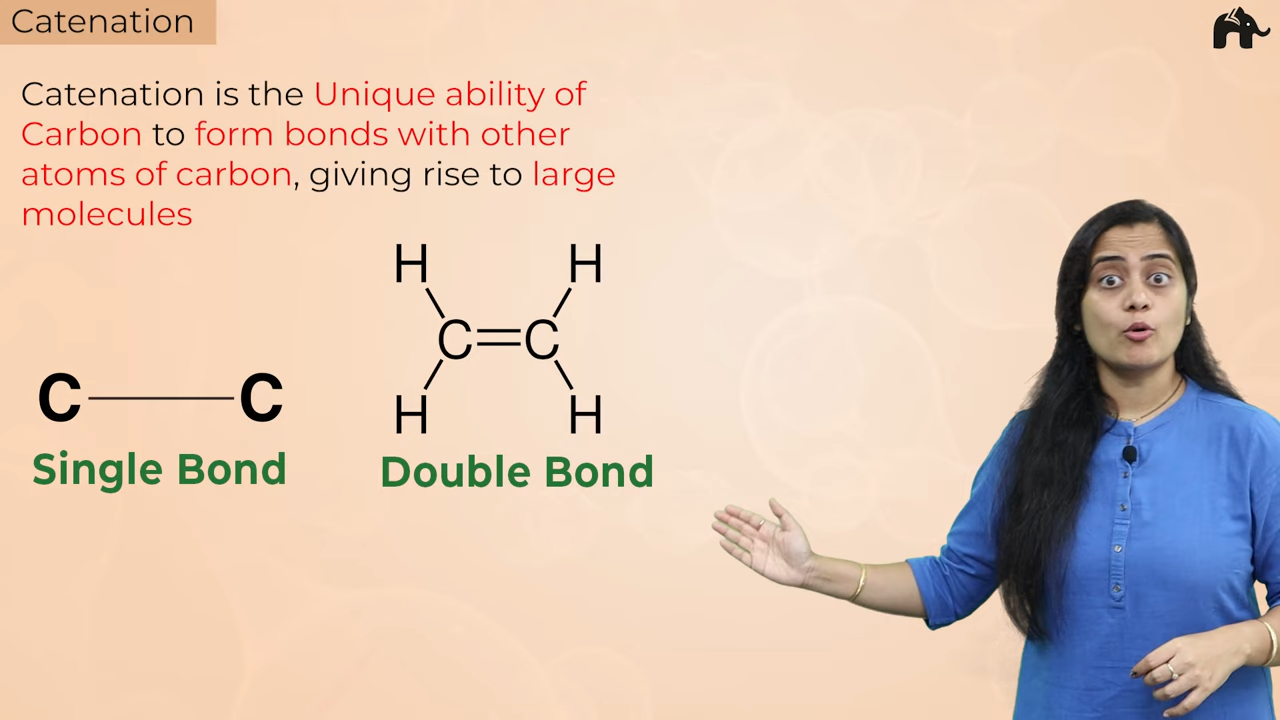 Catenation
Catenation is the Unique ability of
Carbon to form bonds with other
atoms of carbon, giving rise to large
molecules
H H
C C
H H
C C
Single Bond
Double Bond